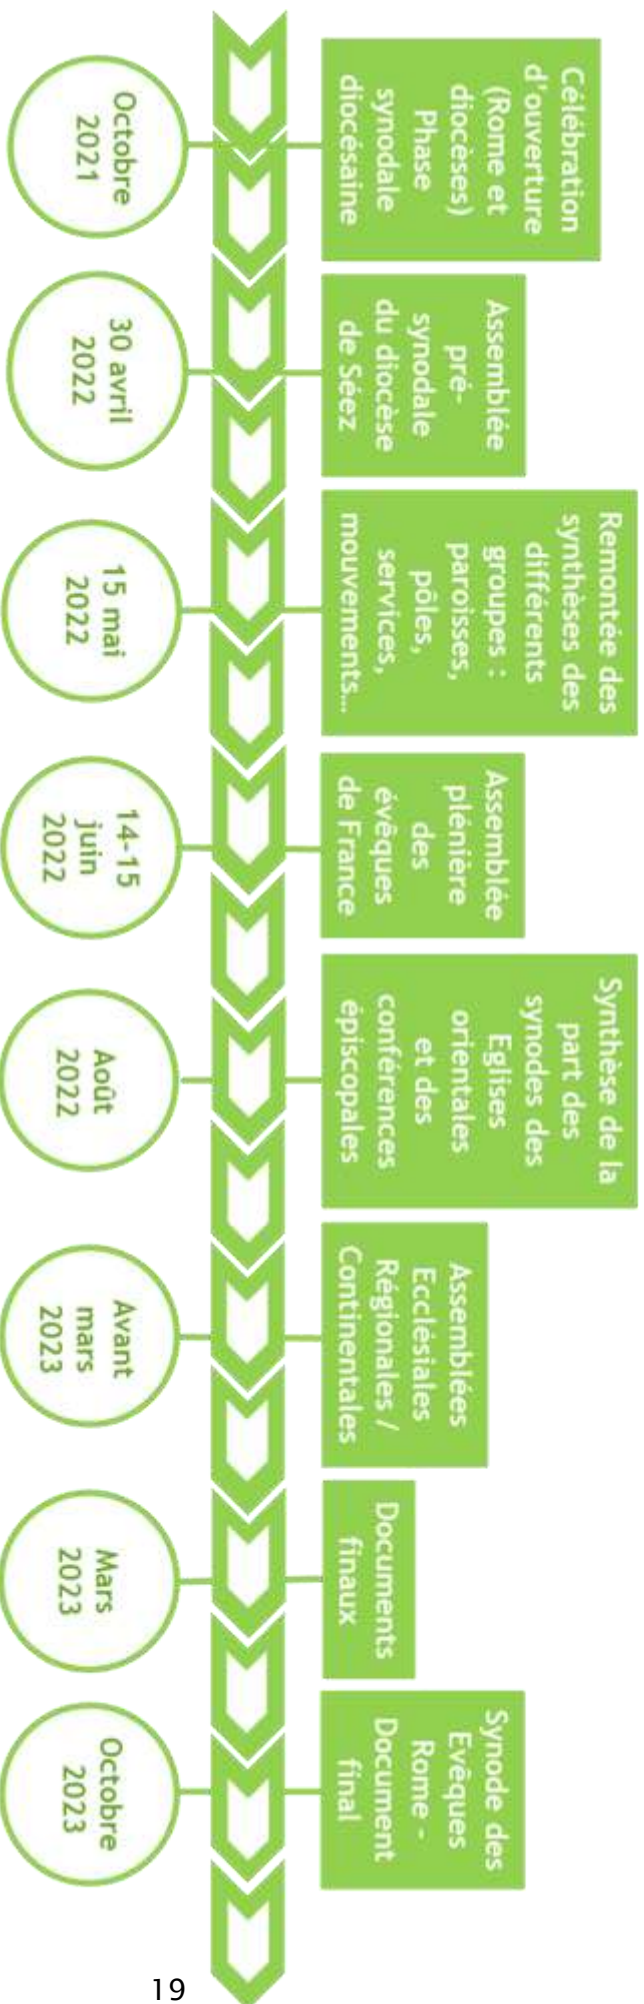 Célébration
d'ouverture
(Rome et
diocèses)
Phase
synodale
diocésaine
Octobre
2021
Assemblée
pré-
synodale
du diocèse
de Séez
30 avril
2022
Remontée des
synthèses des
différents
groupes :
paroisses,
pôles,
services,
mouvements...
15 mai
2022
Assemblée
plénière
des
évêques
de France
14-15
juin
2022
Synthèse de la
part des
synodes des
Eglises
orientales
et des
conférences
épiscopales
Août
2022
Assemblées
Ecclésiales
Régionales /
Continentales
Avant
mars
2023
Documents
finaux
Mars
2023
Synode des
Evêques
Rome -
Document
final
Octobre
2023
19